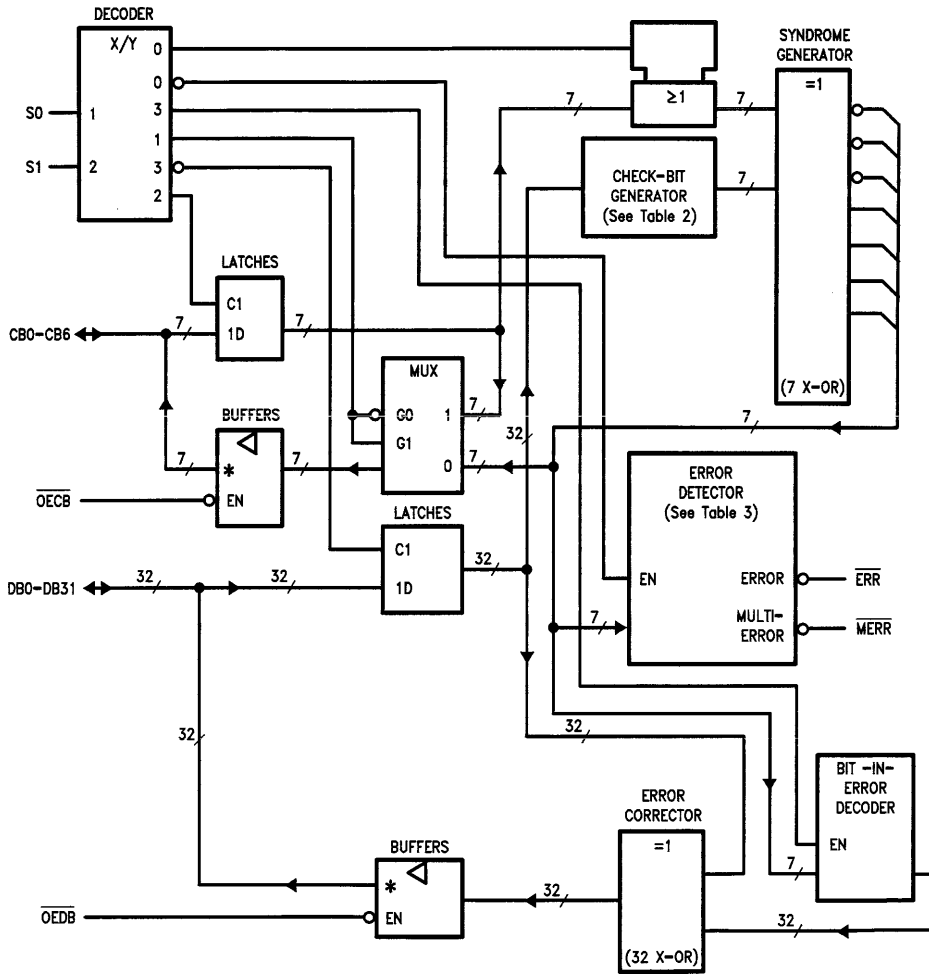 DECODER
X/Y
0
0
3
1
3
2
S0
1
S1
2
≥1
7
7
SYNDROME
GENERATOR
=1
(7 X-OR)
CHECK-BIT
GENERATOR
(See Table 2)
7
LATCHES
C1
1D
CB0-CB6
7
7
MUX
G0
G1
1
0
7
7
32
7
BUFFERS
*
EN
7
7
OECB
LATCHES
C1
1D
32
DB0-DB31
32
32
ERROR
DETECTOR
(See Table 3)
EN
ERROR
MULTI-
ERROR
ERR
MERR
7
32
32
BIT -IN-
ERROR
DECODER
EN
7
ERROR
CORRECTOR
=1
(32 X-OR)
BUFFERS
*
EN
32
32
OEDB